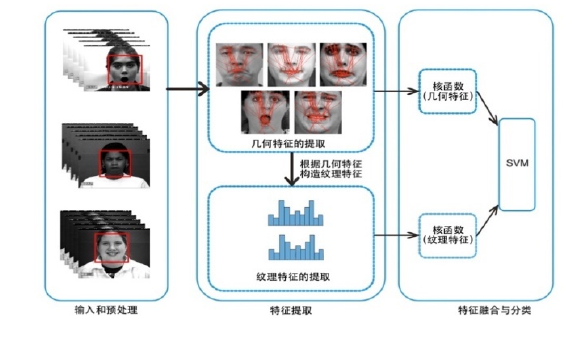 几何特征的提取
根据几何特征
构造纹理特征
纹理特征的提取
核函数
(几何特征)
核函数
(纹理特征)
SVM
输入和预处理
特征提取
特征融合与分类